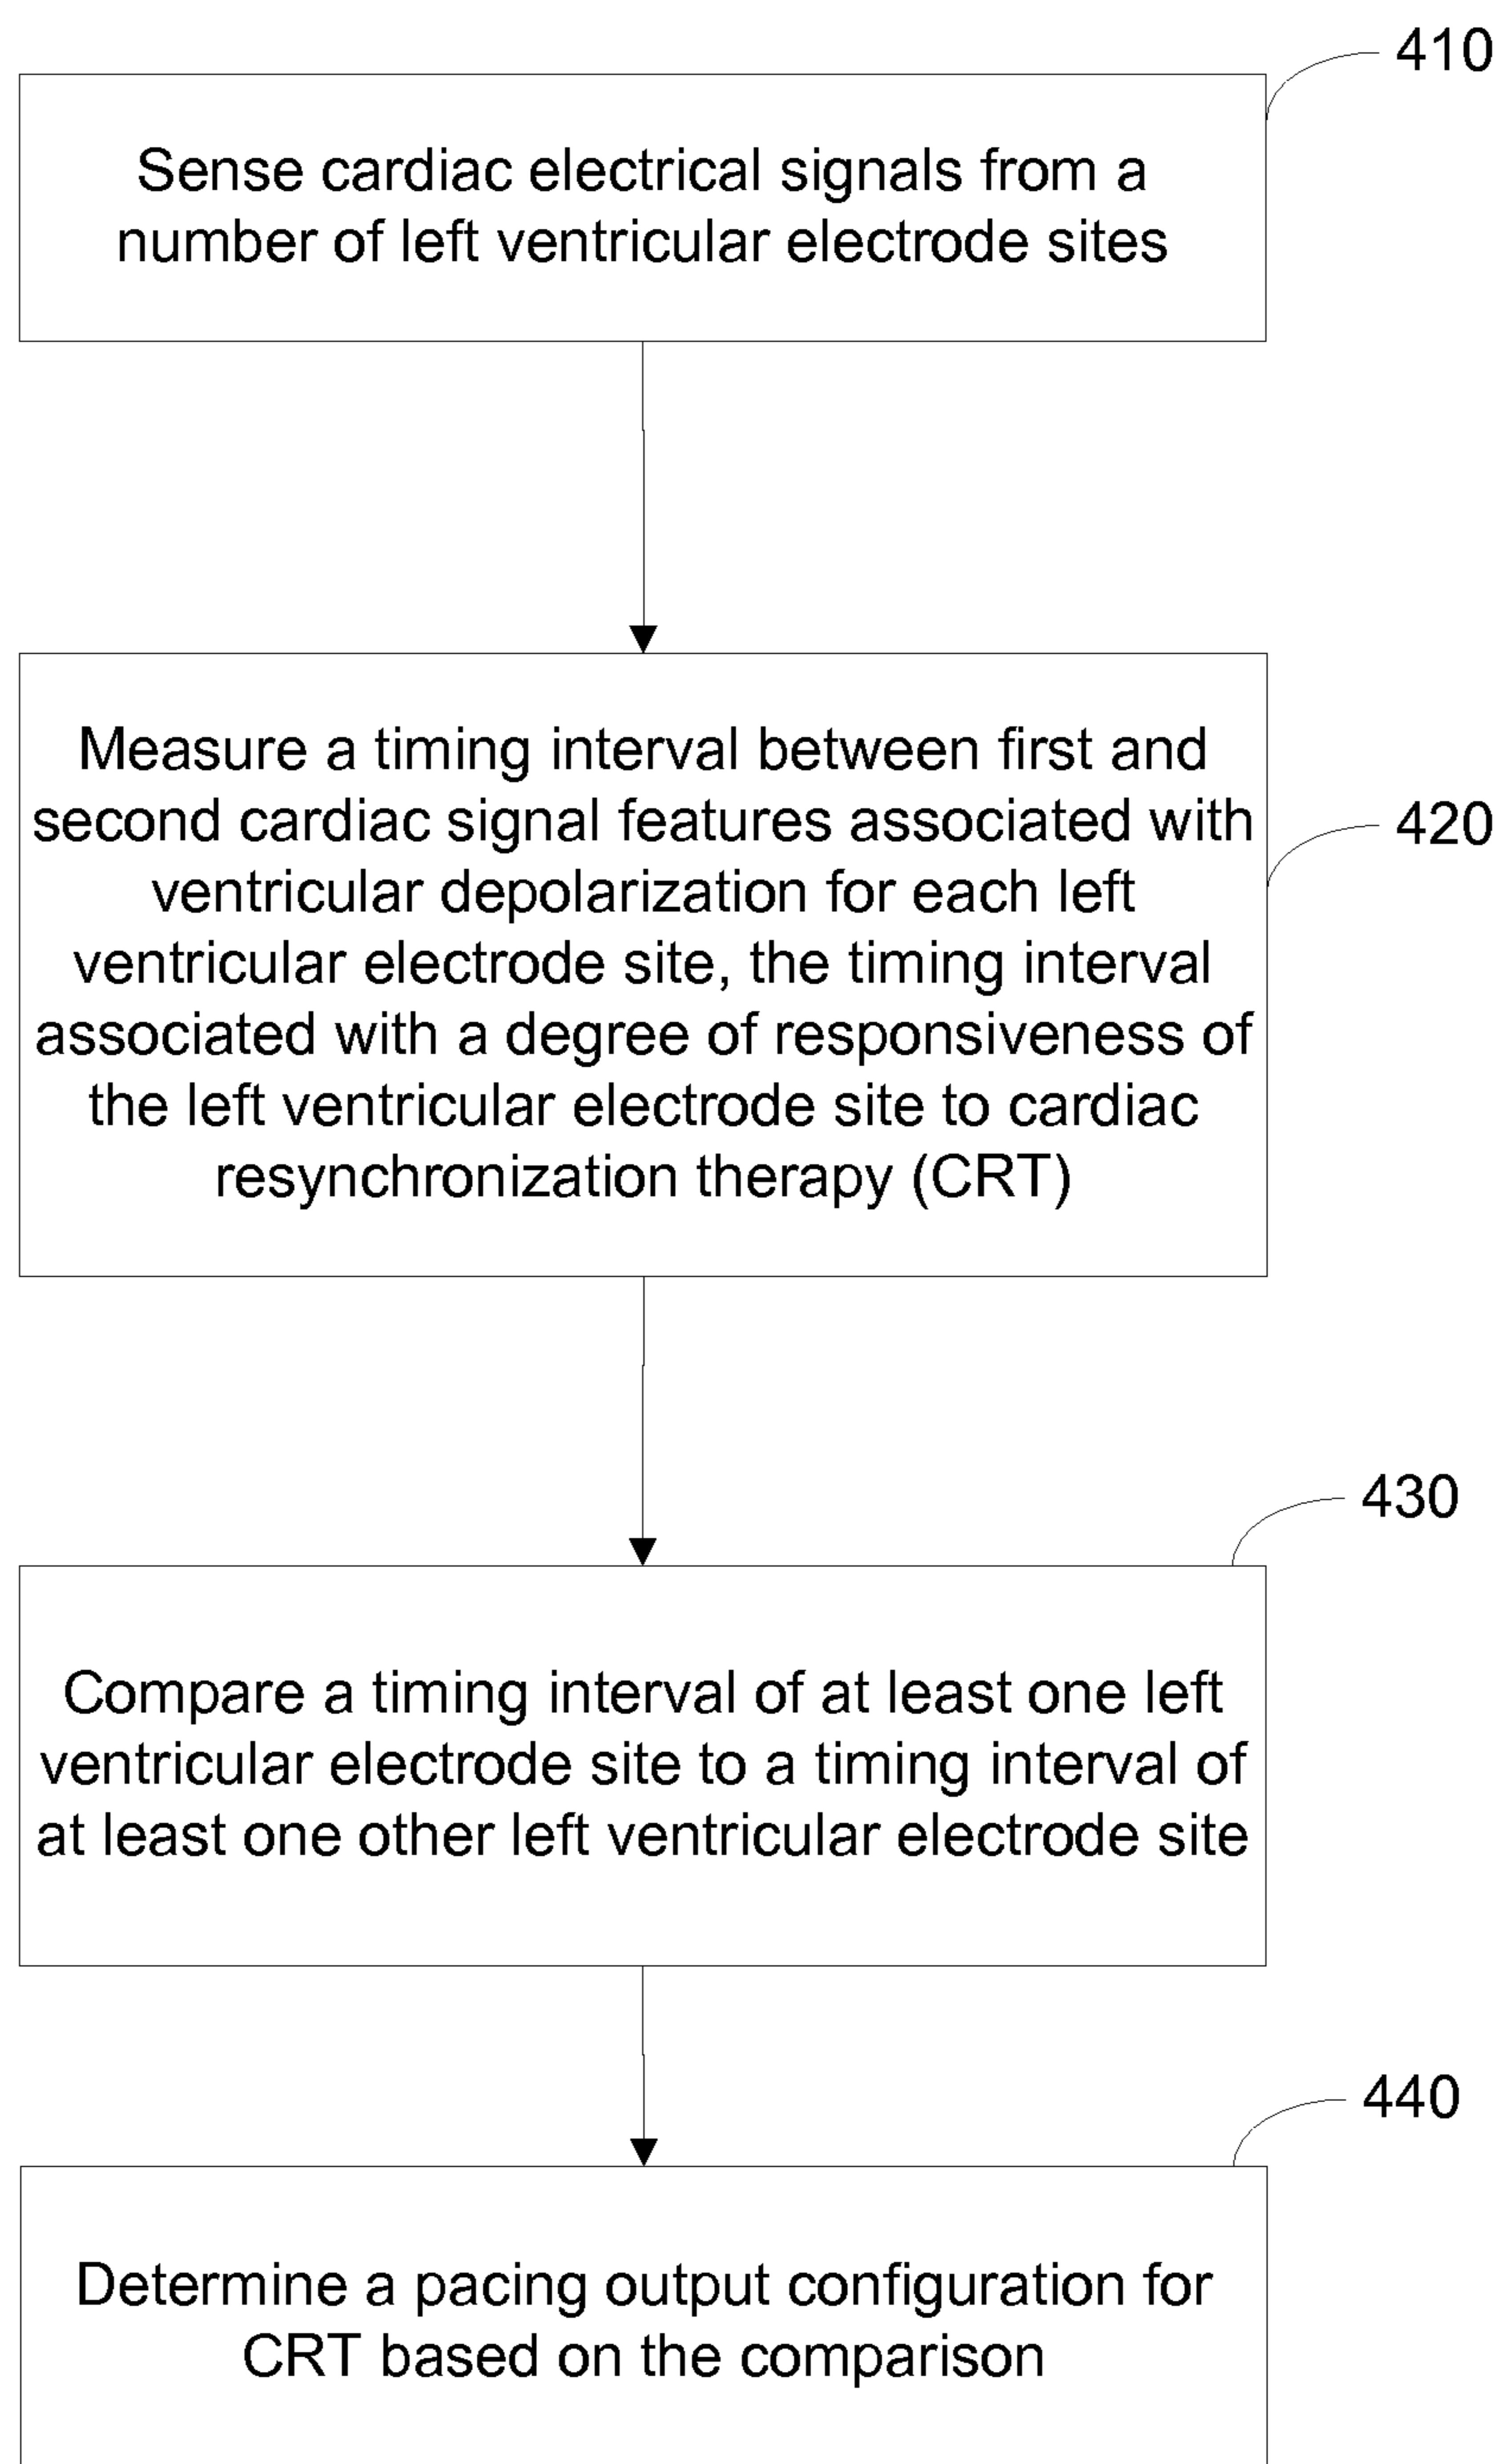 410
Sense cardiac electrical signals from a
number of left ventricular electrode sites
Measure a timing interval between first and
second cardiac signal features associated with
420
ventricular depolarization for each left
ventricular electrode site, the timing interval
associated with a degree of responsiveness of
the left ventricular electrode site to cardiac
resynchronization therapy (CRT)
430
Compare a timing interval of at least one left
ventricular electrode site to a timing interval of
at least one other left ventricular electrode site
440
Determine a pacing output configuration for
CRT based on the comparison